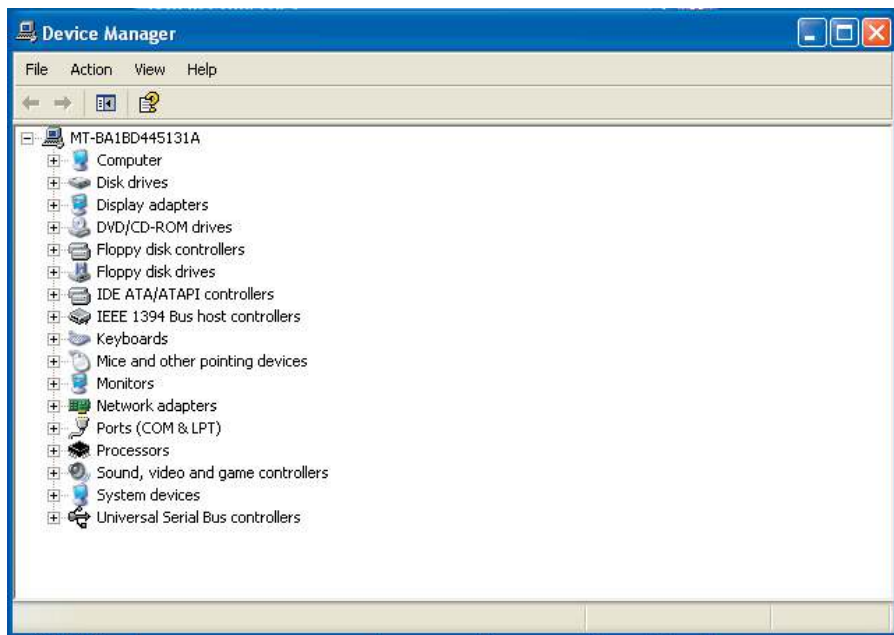 Device Manager
File Action View Help
MT-BA1BD445131A
Computer
Disk drives
Display adapters
DVD/CD-ROM drives
Floppy disk controllers
Floppy disk drives
IDE ATA/ATAPI controllers
IEEE 1394 Bus host controllers
Keyboards
Mice and other pointing devices
Monitors
Network adapters
Ports (COM & LPT)
Processors
Sound, video and game controllers
System devices
Universal Serial Bus controllers